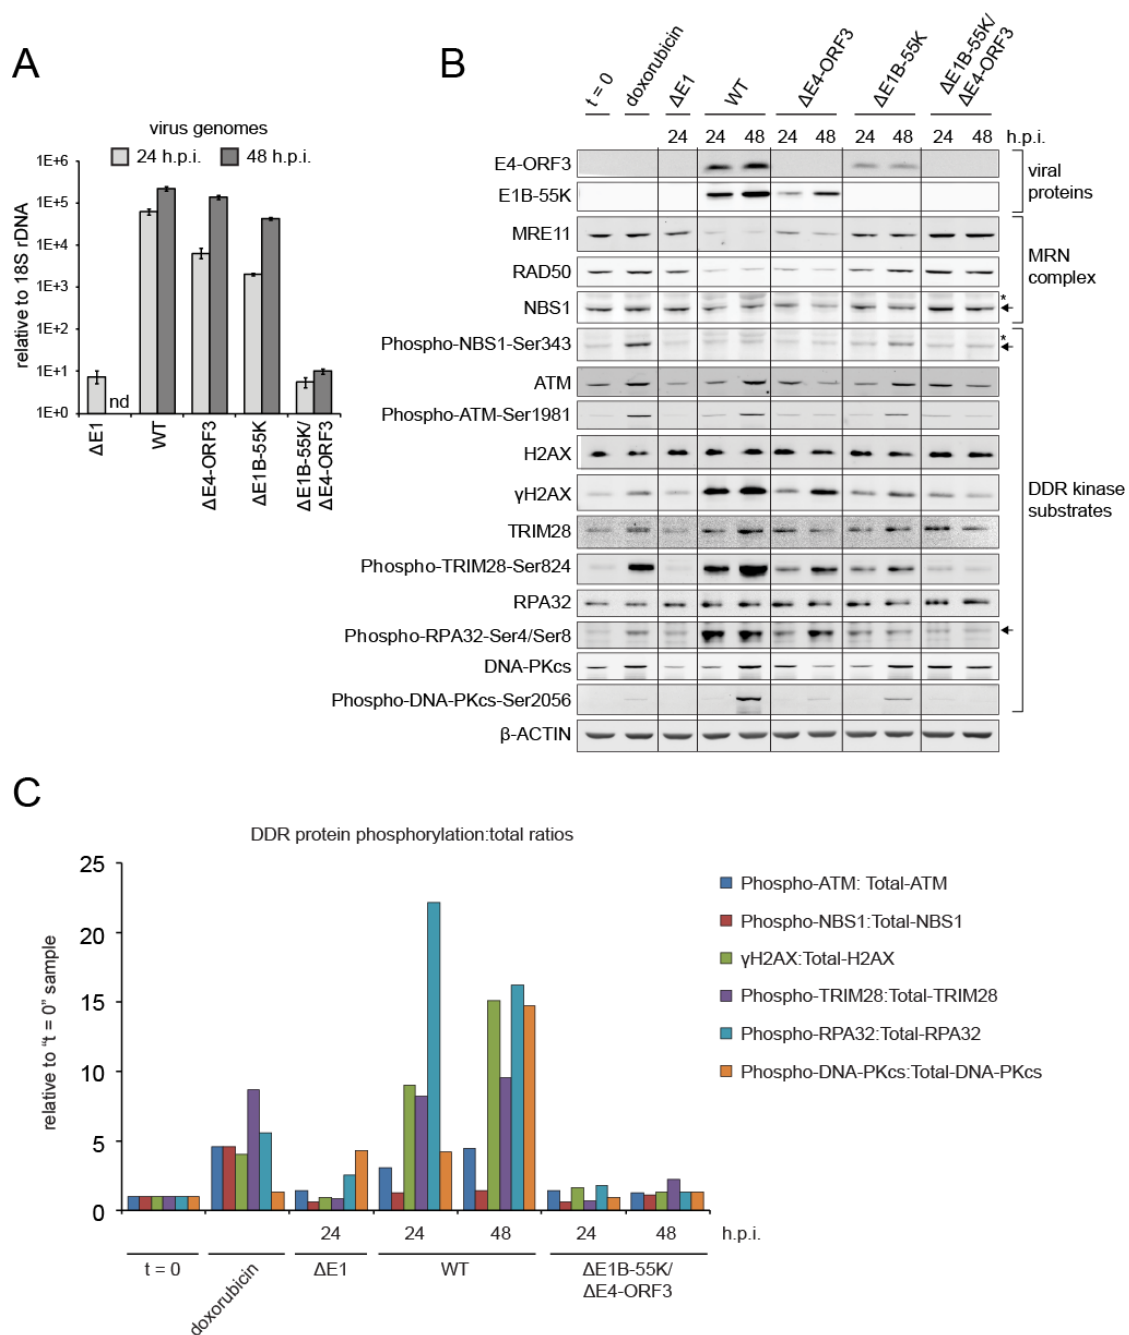 A
virus genomes
24 h.p.i. 48 h.p.i.
relative to 18S rDNA
1E+6
1E+5
1E+4
1E+3
1E+2
1E+1
1E+0
nd
ΔE1
WT
ΔE4-ORF3
ΔE1B-55K
ΔE1B-55K/
ΔE4-ORF3
B
t = 0
doxorubicin
ΔE1
WT
ΔE4-ORF3
ΔE1B-55K
ΔE1B-55K/
ΔE4-ORF3
24 24 48 24 48 24 48 24 48 h.p.i.
E4-ORF3
E1B-55K
viral
proteins
MRE11
RAD50
NBS1
*
MRN
complex
Phospho-NBS1-Ser343
*
ATM
Phospho-ATM-Ser1981
H2AX
γH2AX
TRIM28
Phospho-TRIM28-Ser824
RPA32
Phospho-RPA32-Ser4/Ser8
DNA-PKcs
Phospho-DNA-PKcs-Ser2056
β-ACTIN
DDR kinase
substrates
C
DDR protein phosphorylation:total ratios
relative to “t = 0” sample
25
20
15
10
5
0
Phospho-ATM: Total-ATM
Phospho-NBS1:Total-NBS1
γH2AX:Total-H2AX
Phospho-TRIM28:Total-TRIM28
Phospho-RPA32:Total-RPA32
Phospho-DNA-PKcs:Total-DNA-PKcs
24 24 48 24 48 h.p.i.
t = 0
doxorubicin
ΔE1
WT
ΔE1B-55K/
ΔE4-ORF3